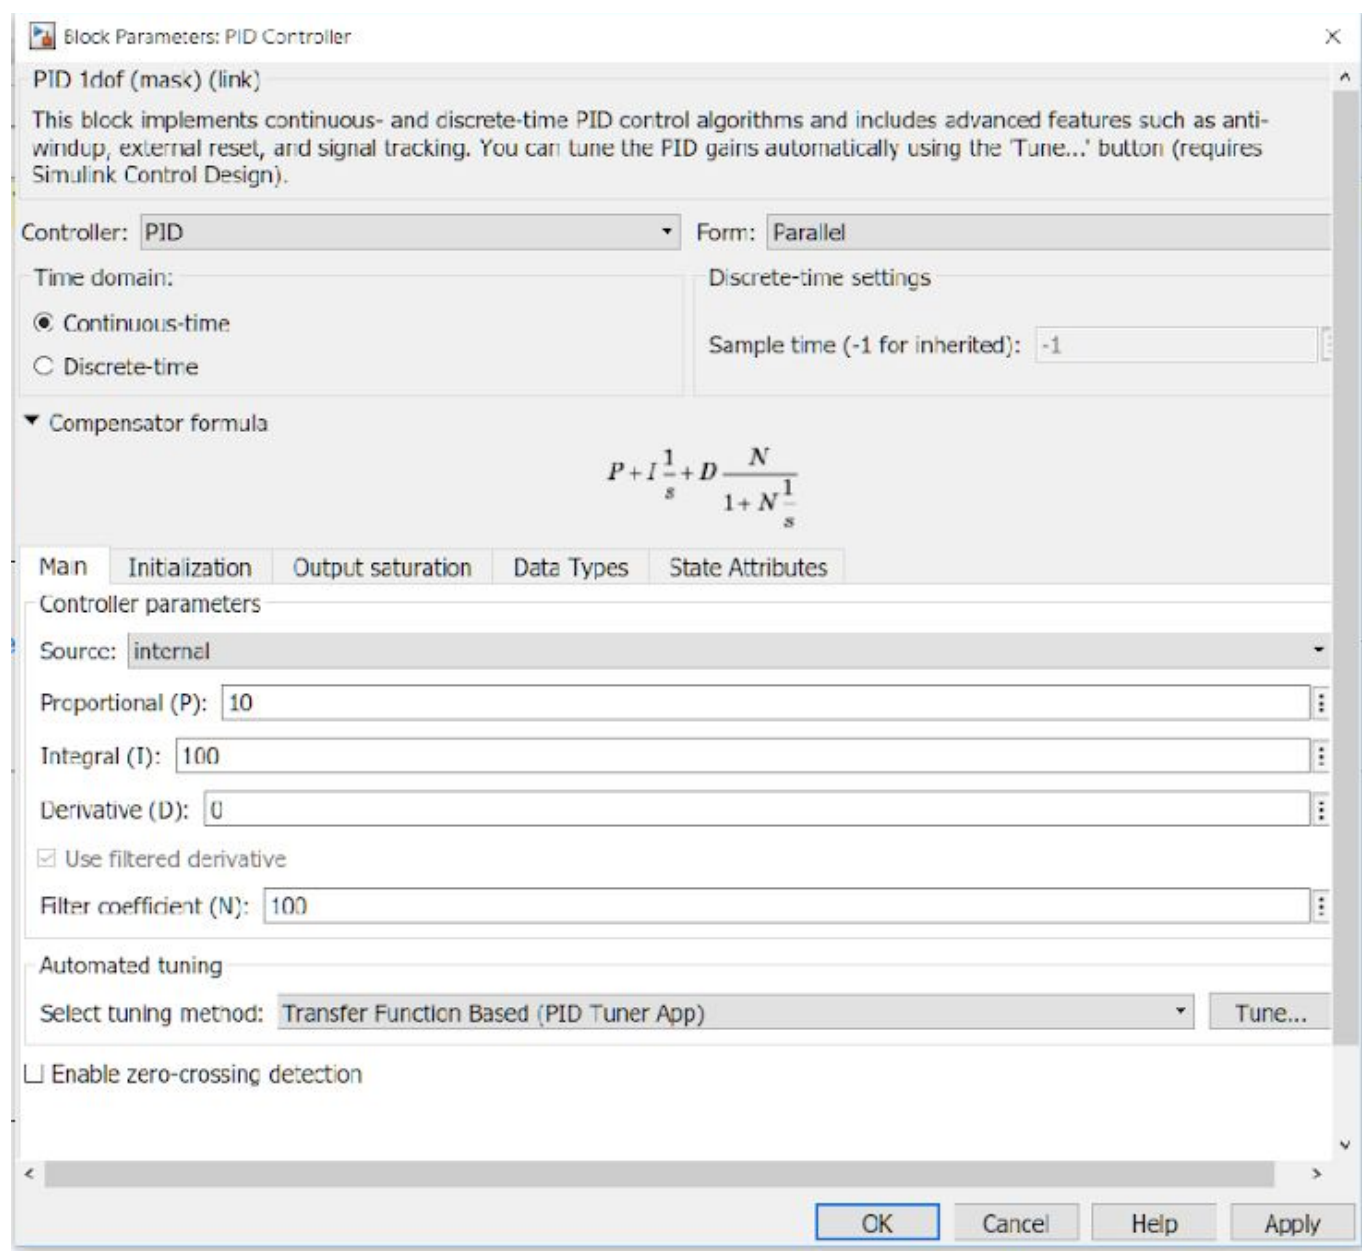 Block Parameters: PID Controller
PID 1dof (mask) (link)
This block implements continuous- and discrete-time PID control algorithms and includes advanced features such as anti-
windup, external reset, and signal tracking. You can tune the PID gains automatically using the 'Tune...' button (requires
Simulink Control Design).
Controller: PID Form: Parallel
Time domain: Discrete-time settings
Continuous-time
Sample time (-1 for inherited): -1
Discrete-time
Compensator formula
P + I 1/s + D N / (1 + N 1/s)
Main Initialization Output saturation Data Types State Attributes
Controller parameters
Source: internal
Proportional (P): 10
Integral (I): 100
Derivative (D): 0
Use filtered derivative
Filter coefficient (N): 100
Automated tuning
Select tuning method: Transfer Function Based (PID Tuner App) Tune...
Enable zero-crossing detection
OK Cancel Help Apply